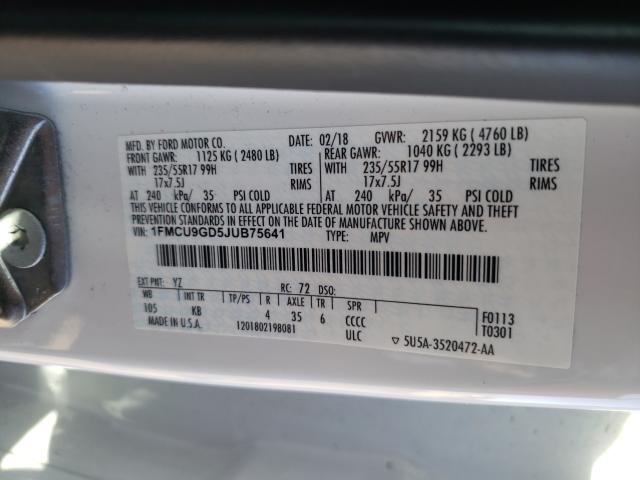 MFD. BY FORD MOTOR CO. DATE: 02/18 GVWR: 2159 KG ( 4760 LB)
FRONT GAWR: 1125 KG ( 2480 LB) REAR GAWR: 1040 KG ( 2293 LB)
WITH 235/55R17 99H TIRES WITH 235/55R17 99H TIRES
17x7.5J RIMS 17x7.5J RIMS
AT 240 kPa/ 35 PSI COLD AT 240 kPa/ 35 PSI COLD
THIS VEHICLE CONFORMS TO ALL APPLICABLE FEDERAL MOTOR VEHICLE SAFETY AND THEFT
PREVENTION STANDARDS IN EFFECT ON THE DATE OF MANUFACTURE SHOWN ABOVE.
VIN: 1FMCU9GD5JUB75641 TYPE: MPV
EXT PNT: YZ RC: 72 DSO:
WB INT TR TP/PS R AXLE TR SPR
105 KB 4 35 6 CCCC
MADE IN U.S.A. 1201802198081 ULC
F0113
T0301
▽ 5U5A-3520472-AA